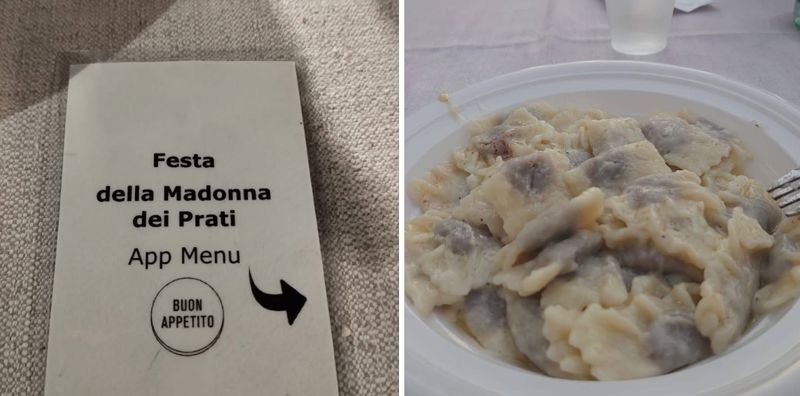 Festa
della Madonna
dei Prati
App Menu
BUON
APPETITO